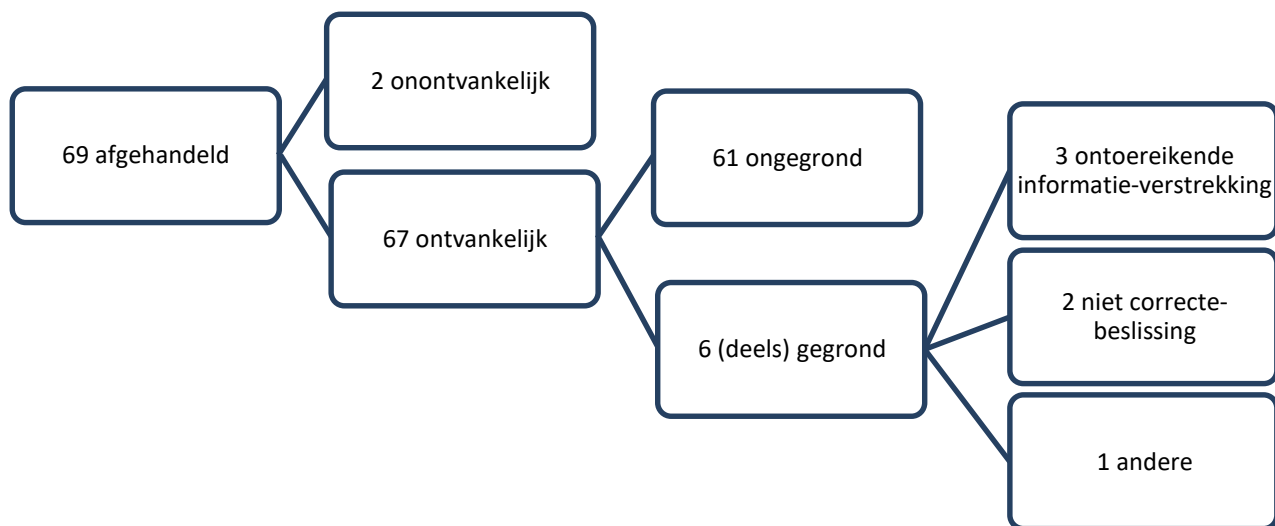 69 afgehandeld
2 onontvankelijk
67 ontvankelijk
61 ongegrond
6 (deels) gegrond
3 ontoereikende
informatie-verstrekking
2 niet correcte-
beslissing
1 andere